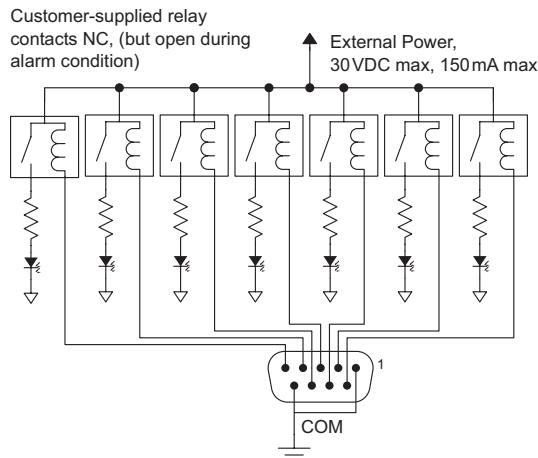 Customer-supplied relay
contacts NC, (but open during
alarm condition)
External Power,
30VDC max, 150mA max
1
COM